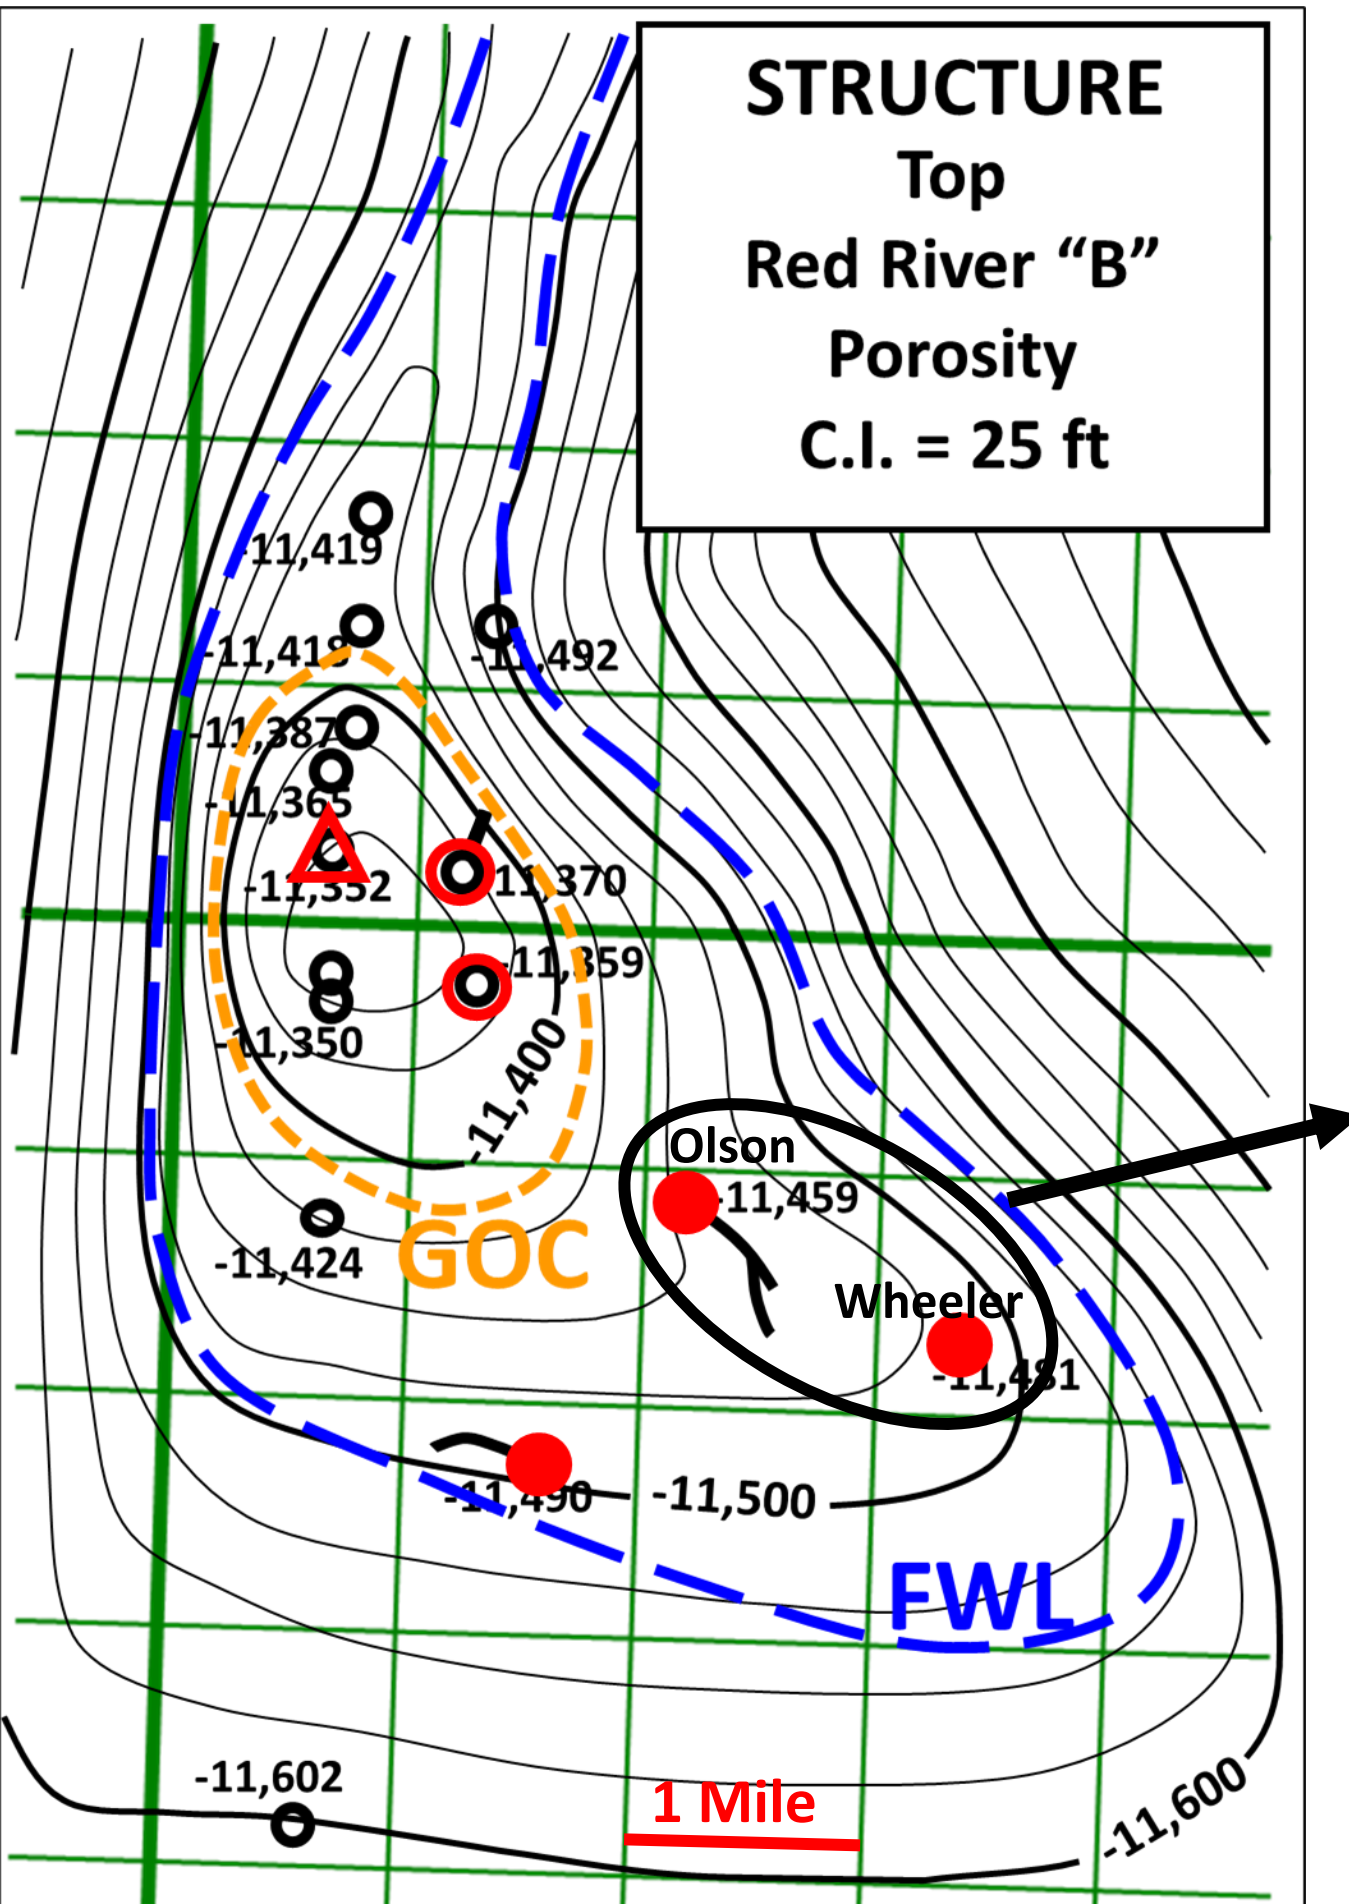 STRUCTURE
Top
Red River “B”
Porosity
C.I. = 25 ft
-11,419
-11,418
-11,492
-11,387
-11,365
-11,352
-11,370
-11,359
-11,350
-11,400
Olson
-11,459
GOC
-11,424
Wheeler
-11,481
-11,490
-11,500
FWL
-11,602
1 Mile
-11,600